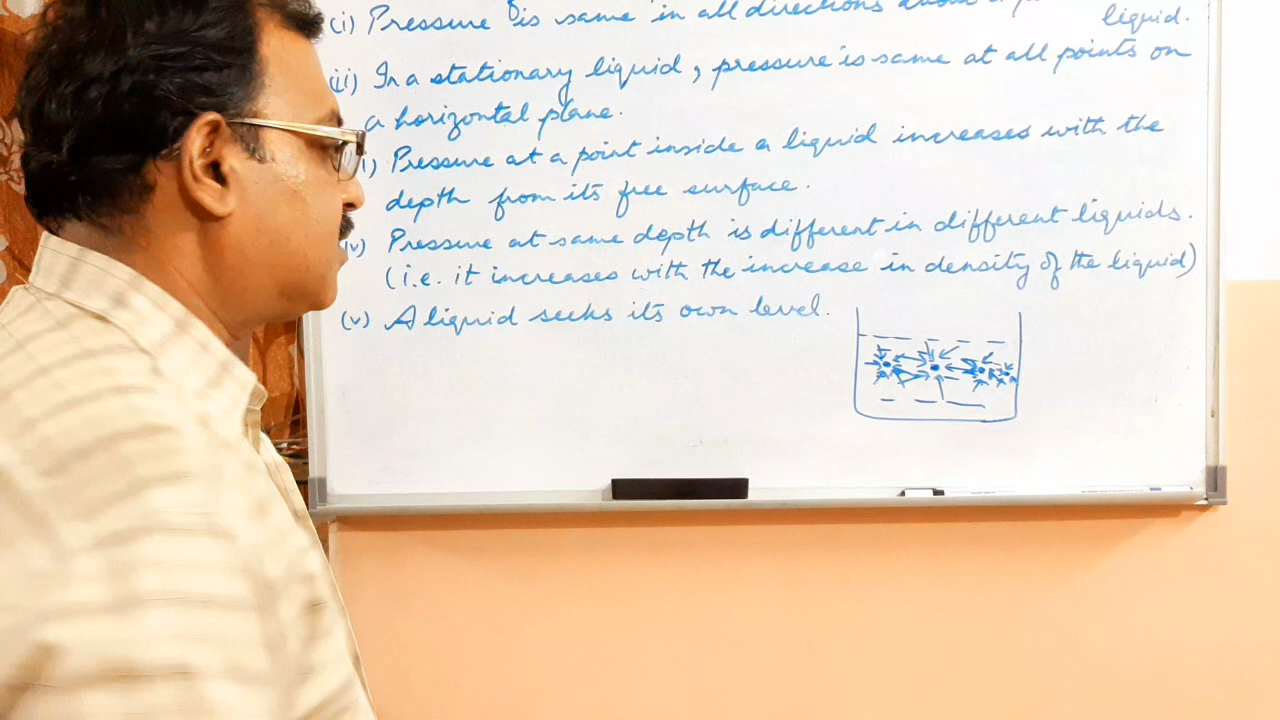 (i) Pressure is same in all directions about a
liquid.
(ii) In a stationary liquid, pressure is same at all points on
a horizontal plane.
i) Pressure at a point inside a liquid increases with the
depth from its free surface.
iv) Pressure at same depth is different in different liquids.
(i.e. it increases with the increase in density of the liquid)
(v) A liquid seeks its own level.